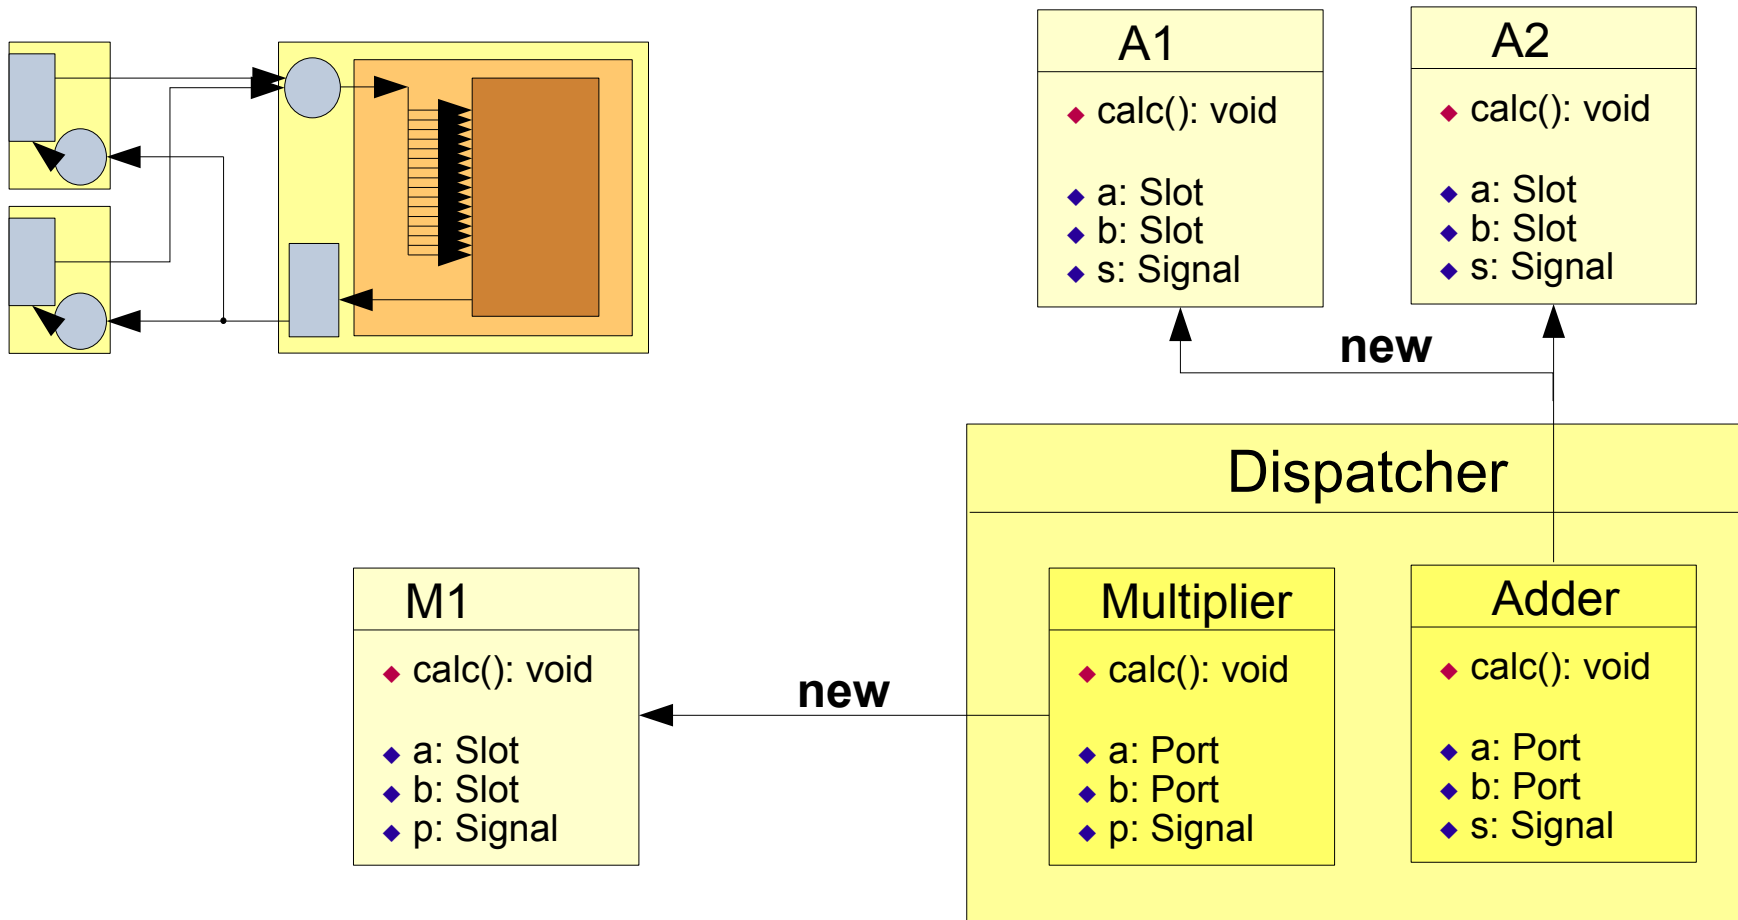 A1
calc(): void
a: Slot
b: Slot
s: Signal
A2
calc(): void
a: Slot
b: Slot
s: Signal
new
Dispatcher
M1
calc(): void
a: Slot
b: Slot
p: Signal
new
Multiplier
calc(): void
a: Port
b: Port
p: Signal
Adder
calc(): void
a: Port
b: Port
s: Signal